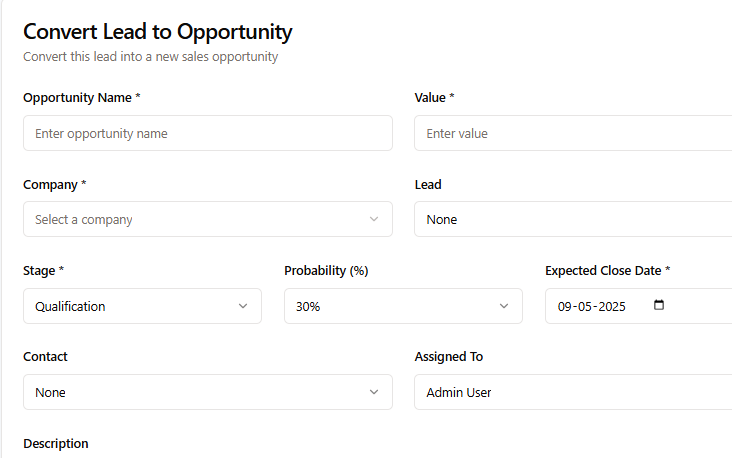 Convert Lead to Opportunity
Convert this lead into a new sales opportunity
Opportunity Name * Value *
Enter opportunity name Enter value
Company * Lead
Select a company None
Stage * Probability (%) Expected Close Date *
Qualification 30% 09-05-2025
Contact Assigned To
None Admin User
Description